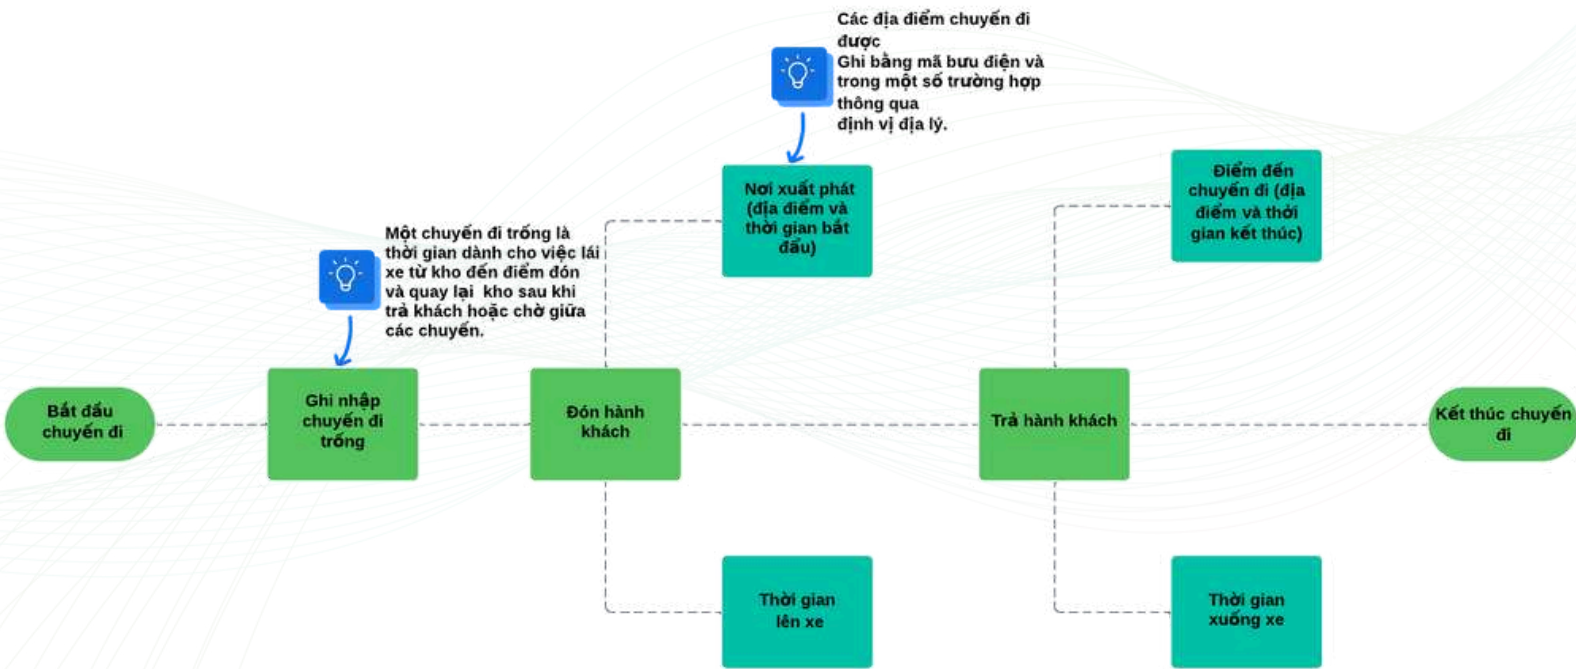 Các địa điểm chuyến đi
được
Ghi bằng mã bưu điện và
trong một số trường hợp
thông qua
định vị địa lý.
Nơi xuất phát
(địa điểm và
thời gian bắt
đầu)
Điểm đến
chuyến đi (địa
điểm và thời
gian kết thúc)
Một chuyến đi trống là
thời gian dành cho việc lái
xe từ kho đến điểm đón
và quay lại kho sau khi
trả khách hoặc chờ giữa
các chuyến.
Bắt đầu
chuyến đi
Ghi nhập
chuyến đi
trống
Đón hành
khách
Trả hành khách
Kết thúc chuyến
đi
Thời gian
lên xe
Thời gian
xuống xe